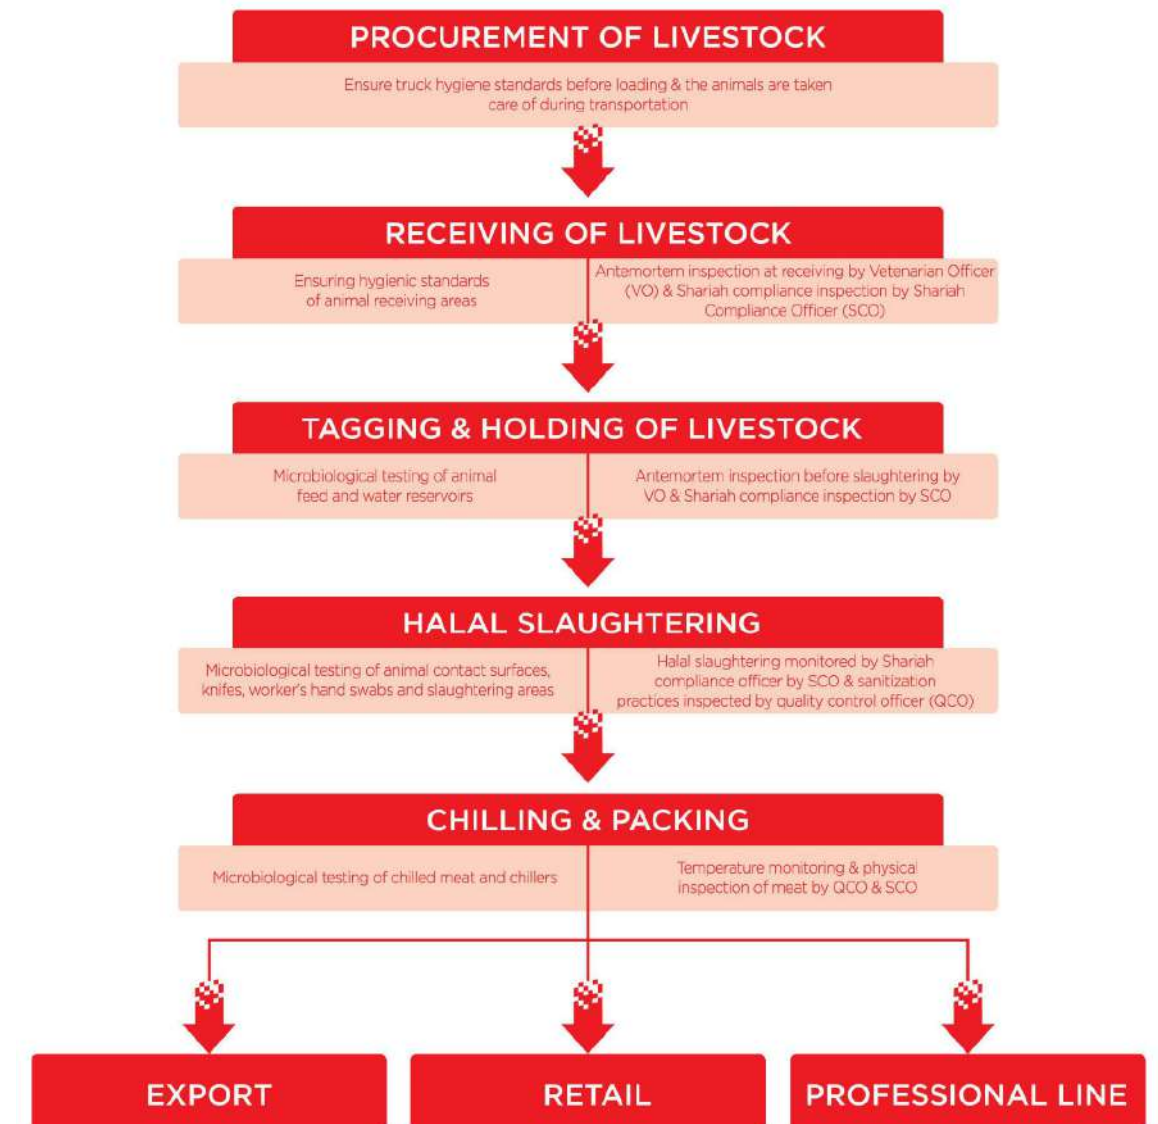 PROCUREMENT OF LIVESTOCK
Ensure truck hygiene standards before loading & the animals are taken
care of during transportation
RECEIVING OF LIVESTOCK
Ensuring hygienic standards
of animal receiving areas
Antemortem inspection at receiving by Vetenarian Officer
(VO) & Shariah compliance inspection by Shariah
Compliance Officer (SCO)
TAGGING & HOLDING OF LIVESTOCK
Microbiological testing of animal
feed and water reservoirs
Antemortem inspection before slaughtering by
VO & Shariah compliance inspection by SCO
HALAL SLAUGHTERING
Microbiological testing of animal contact surfaces,
knifes, worker's hand swabs and slaughtering areas
Halal slaughtering monitored by Shariah
compliance officer by SCO & sanitization
practices inspected by quality control officer (QCO)
CHILLING & PACKING
Microbiological testing of chilled meat and chillers
Temperature monitoring & physical
inspection of meat by QCO & SCO
EXPORT
RETAIL
PROFESSIONAL LINE